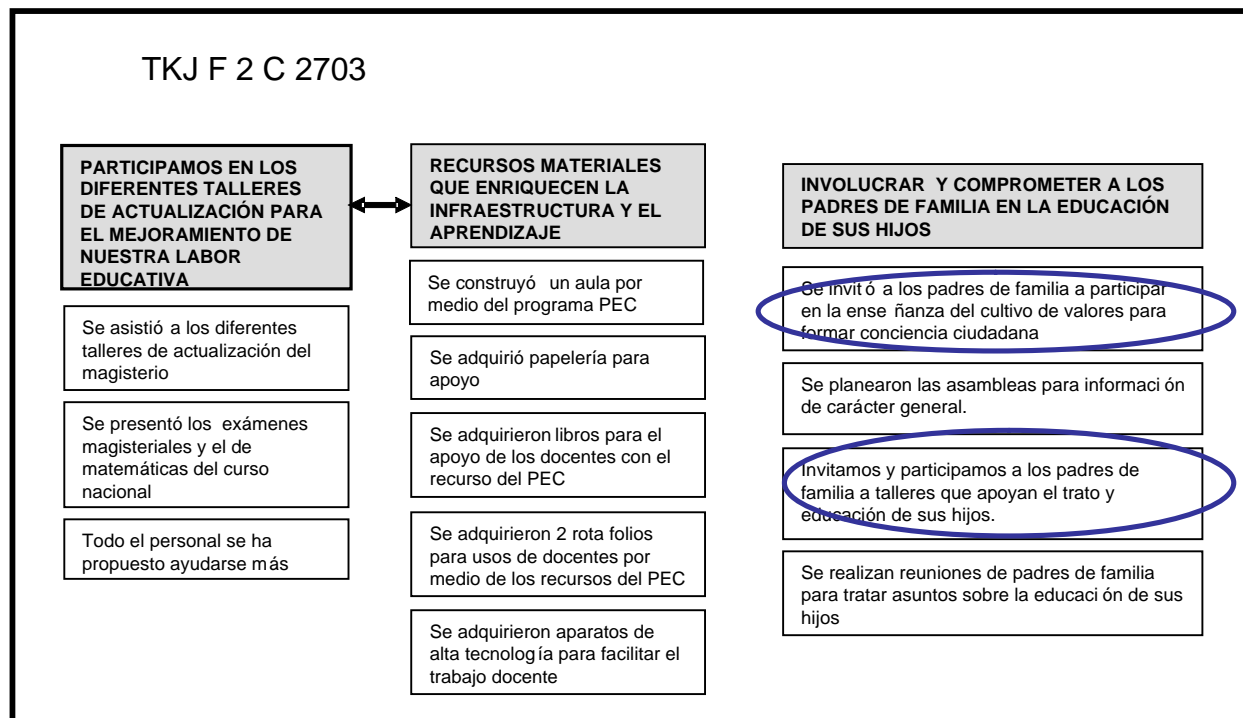 TKJ F 2 C 2703
PARTICIPAMOS EN LOS
DIFERENTES TALLERES
DE ACTUALIZACIÓN PARA
EL MEJORAMIENTO DE
NUESTRA LABOR
EDUCATIVA
Se asistió a los diferentes
talleres de actualización del
magisterio
Se presentó los exámenes
magisteriales y el de
matemáticas del curso
nacional
Todo el personal se ha
propuesto ayudarse más
RECURSOS MATERIALES
QUE ENRIQUECEN LA
INFRAESTRUCTURA Y EL
APRENDIZAJE
Se construyó un aula por
medio del programa PEC
Se adquirió papelería para
apoyo
Se adquirieron libros para el
apoyo de los docentes con el
recurso del PEC
Se adquirieron 2 rota folios
para usos de docentes por
medio de los recursos del PEC
Se adquirieron aparatos de
alta tecnología para facilitar el
trabajo docente
INVOLUCRAR Y COMPROMETER A LOS
PADRES DE FAMILIA EN LA EDUCACIÓN
DE SUS HIJOS
Se invit ó a los padres de familia a participar
en la ense ñanza del cultivo de valores para
formar conciencia ciudadana
Se planearon las asambleas para informaci ón
de carácter general.
Invitamos y participamos a los padres de
familia a talleres que apoyan el trato y
educación de sus hijos.
Se realizan reuniones de padres de familia
para tratar asuntos sobre la educaci ón de sus
hijos